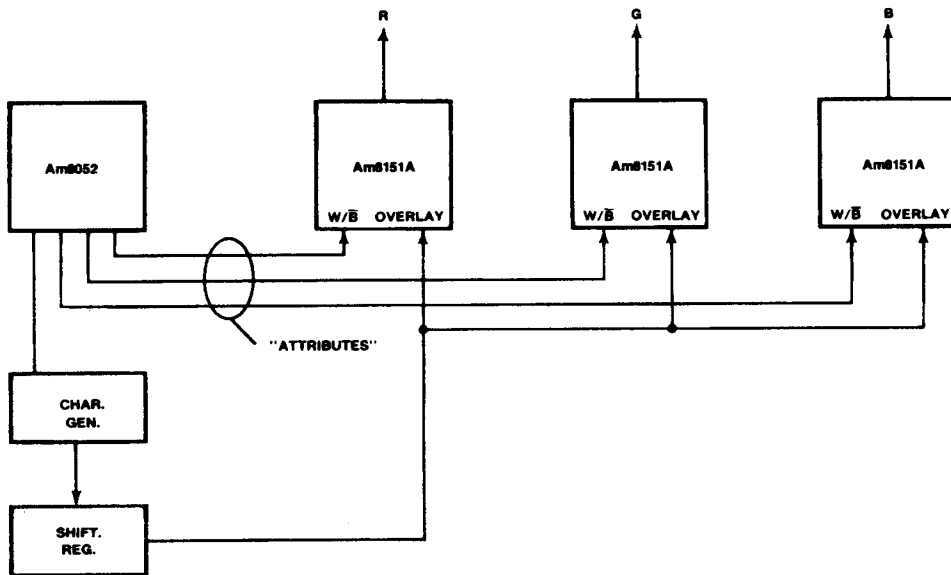 R
G
B
Am8052
Am8151A
Am8151A
Am8151A
W/B̅ OVERLAY
W/B̅ OVERLAY
W/B̅ OVERLAY
"ATTRIBUTES"
CHAR.
GEN.
SHIFT.
REG.